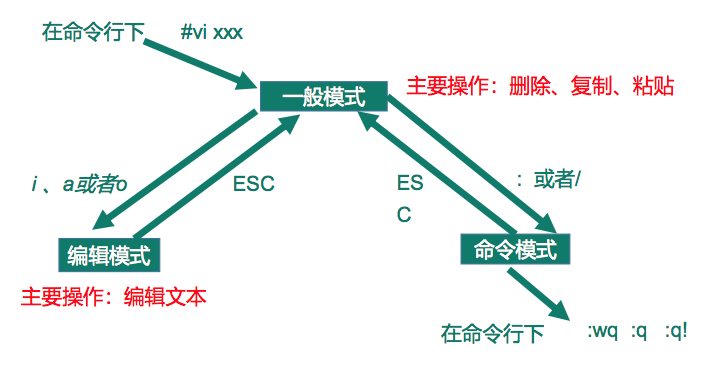 在命令行下 #vi xxx
一般模式
主要操作：删除、复制、粘贴
i 、a或者o
ESC
ES
C
：或者/
编辑模式
命令模式
主要操作：编辑文本
在命令行下 :wq :q :q!